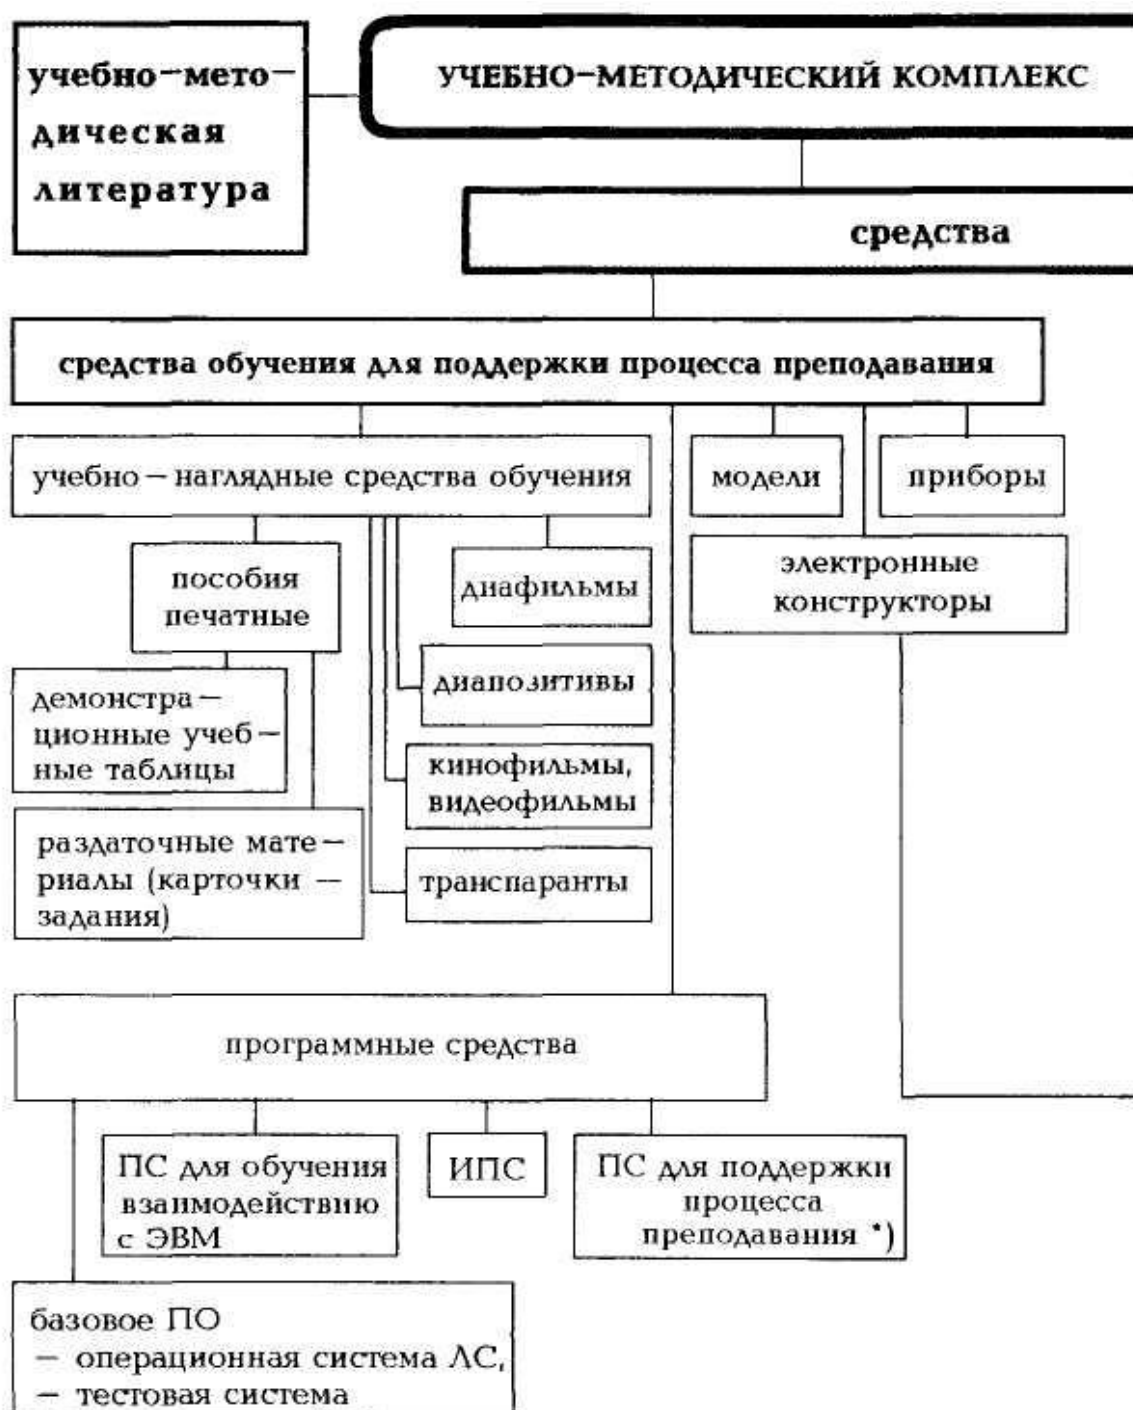 учебно—мето—
дическая
литература
УЧЕБНО—МЕТОДИЧЕСКИЙ КОМПЛЕКС
средства
средства обучения для поддержки процесса преподавания
учебно—наглядные средства обучения
модели
приборы
пособия
печатные
диафильмы
электронные
конструкторы
демонстра—
ционные учеб—
ные таблицы
диапозитивы
кинофильмы,
видеофильмы
раздаточные мате—
риалы (карточки—
задания)
транспаранты
программные средства
ПС для обучения
взаимодействию
с ЭВМ
ИПС
ПС для поддержки
процесса
преподавания *)
базовое ПО
— операционная система ЛС,
— тестовая система